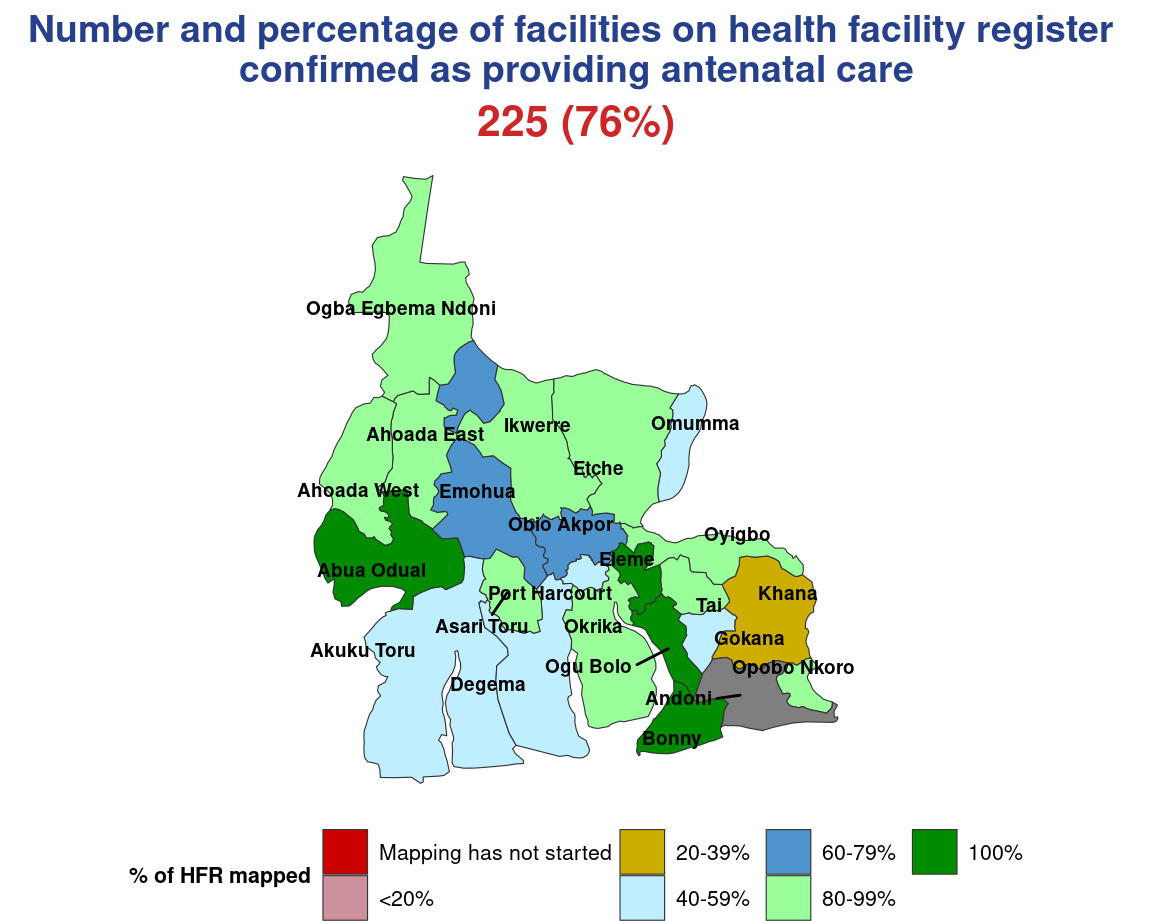 Number and percentage of facilities on health facility register
confirmed as providing antenatal care
225 (76%)
Ogba Egbema Ndoni
Omumma
Ikwerre
Ahoada East
Etche
Ahoada West
Emohua
Obio Akpor
Oyigbo
Eleme
Abua Odual
Port Harcourt
Khana
Tai
Asari Toru
Okrika
Gokana
Akuku Toru
Ogu Bolo
Opobo Nkoro
Degema
Andoni
Bonny
% of HFR mapped
Mapping has not started
<20%
20-39%
40-59%
60-79%
80-99%
100%